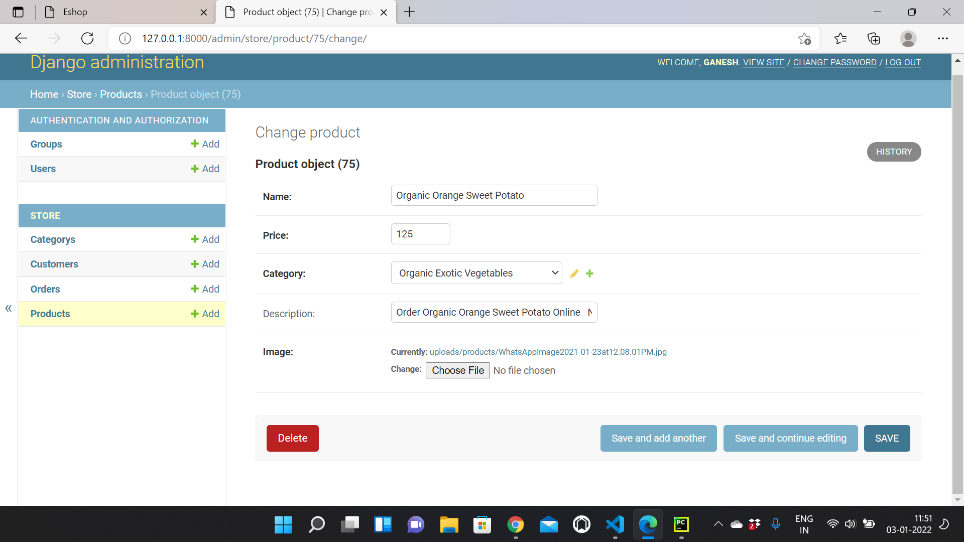 Eshop
Product object (75) | Change pro
127.0.0.1:8000/admin/store/product/75/change/
Django administration
WELCOME, GANESH. VIEW SITE / CHANGE PASSWORD / LOG OUT
Home › Store › Products › Product object (75)
AUTHENTICATION AND AUTHORIZATION
Groups + Add
Users + Add
STORE
Categorys + Add
Customers + Add
Orders + Add
Products + Add
«
Change product
HISTORY
Product object (75)
Name: Organic Orange Sweet Potato
Price: 125
Category: Organic Exotic Vegetables
Description: Order Organic Orange Sweet Potato Online
Image: Currently: uploads/products/WhatsAppImage2021-01-23at12.08.01PM.jpg
Change: Choose File No file chosen
Delete Save and add another Save and continue editing SAVE
PC
2
ENG
IN
11:51
03-01-2022